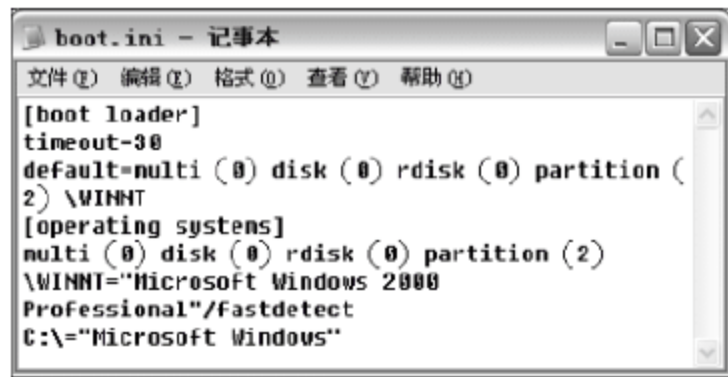 boot.ini - 记事本
文件(F) 编辑(E) 格式(O) 查看(V) 帮助(H)
[boot loader]
timeout-30
default=multi (0) disk (0) rdisk (0) partition (
2) \WINNT
[operating systems]
multi (0) disk (0) rdisk (0) partition (2)
\WINNT="Microsoft Windows 2000
Professional"/fastdetect
C:\="Microsoft Windows"